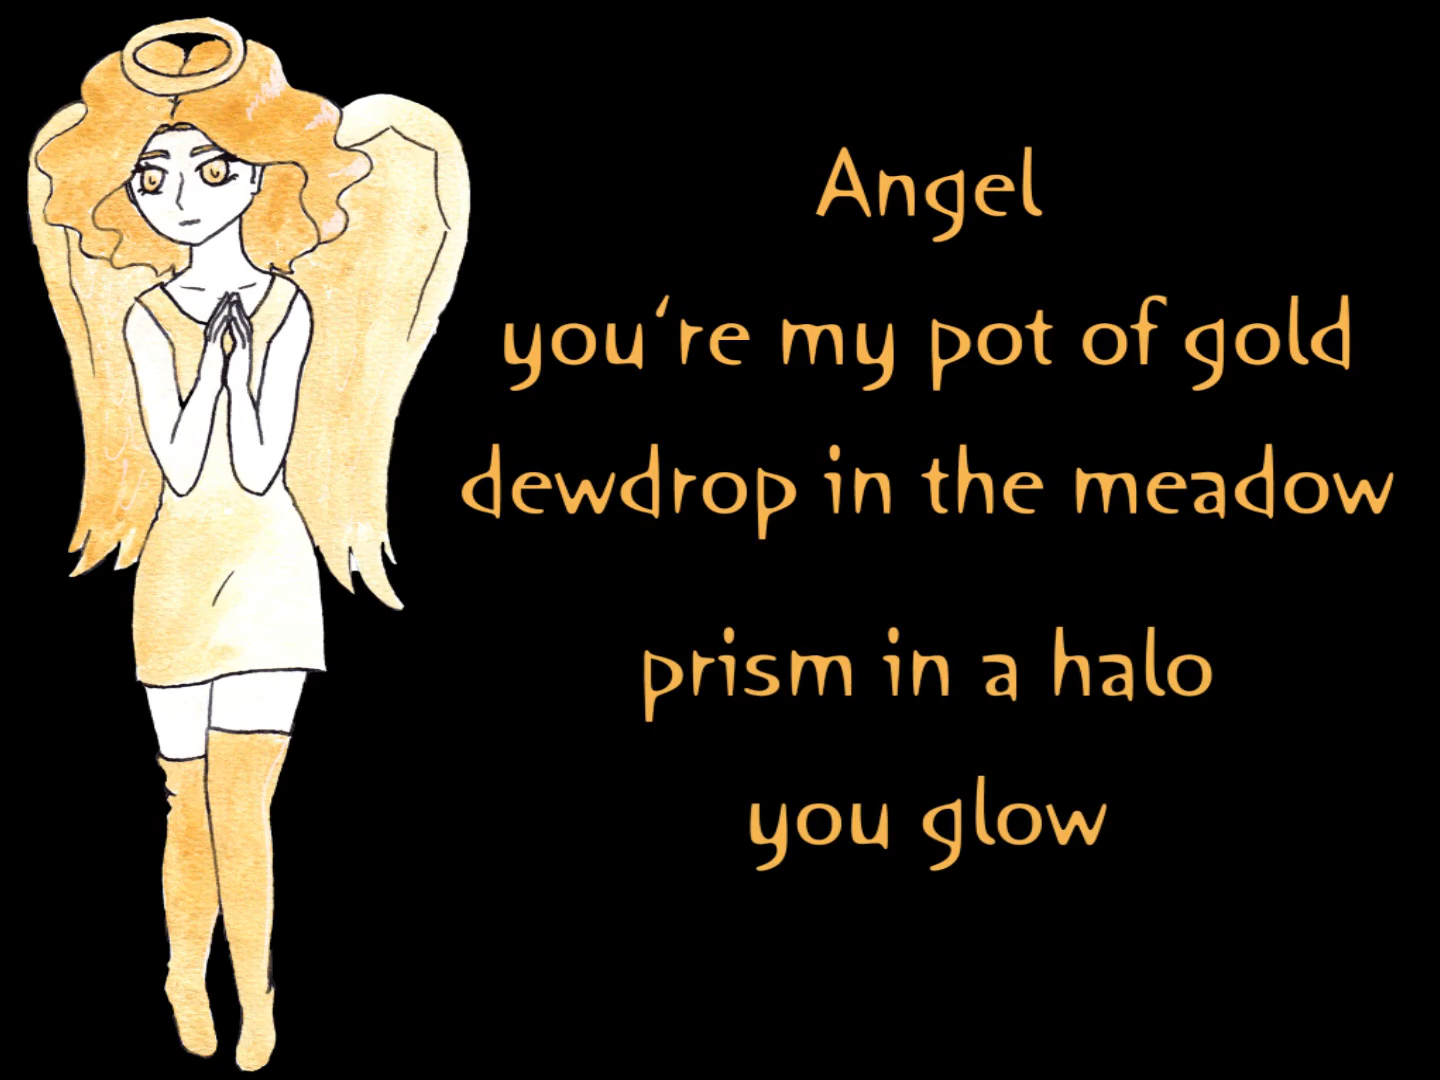 Angel
you're my pot of gold
dewdrop in the meadow
prism in a halo
you glow